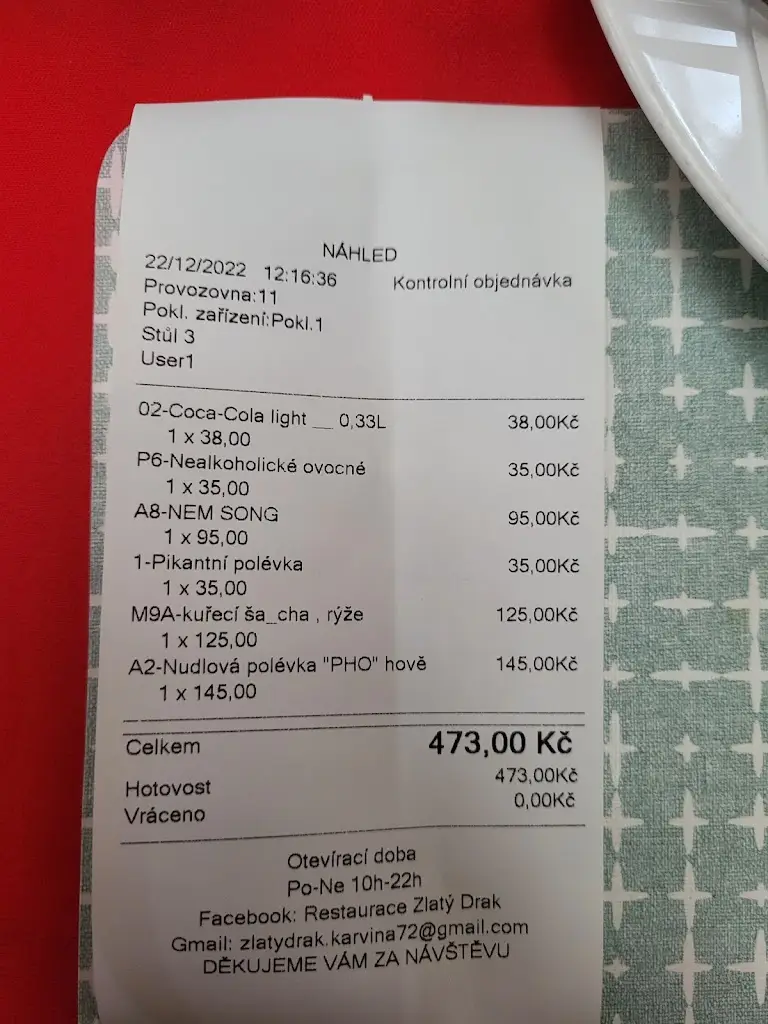 NÁHLED
22/12/2022 12:16:36 Kontrolní objednávka
Provozovna:11
Pokl. zařízení:Pokl.1
Stůl 3
User1
02-Coca-Cola light __ 0,33L 38,00Kč
1 x 38,00
P6-Nealkoholické ovocné 35,00Kč
1 x 35,00
A8-NEM SONG 95,00Kč
1 x 95,00
1-Pikantní polévka 35,00Kč
1 x 35,00
M9A-kuřecí ša_cha , rýže 125,00Kč
1 x 125,00
A2-Nudlová polévka "PHO" hově 145,00Kč
1 x 145,00
Celkem 473,00 Kč
Hotovost 473,00Kč
Vráceno 0,00Kč
Otevírací doba
Po-Ne 10h-22h
Facebook: Restaurace Zlatý Drak
Gmail: zlatydrak.karvina72@gmail.com
DĚKUJEME VÁM ZA NÁVŠTĚVU